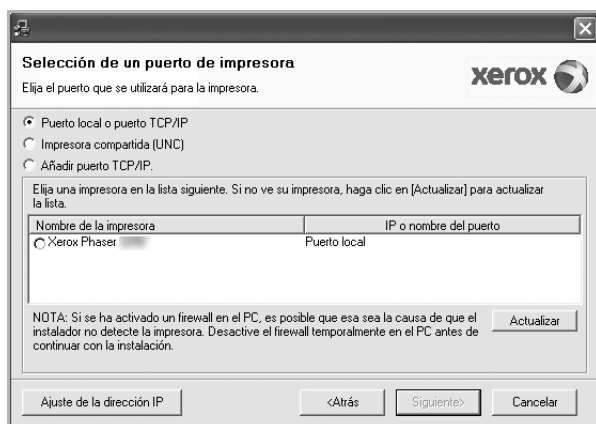 Selección de un puerto de impresora
Elija el puerto que se utilizará para la impresora.
xerox
Puerto local o puerto TCP/IP
Impresora compartida (UNC)
Añadir puerto TCP/IP.
Elija una impresora en la lista siguiente. Si no ve su impresora, haga clic en [Actualizar] para actualizar
la lista.
Nombre de la impresora IP o nombre del puerto
Xerox Phaser Puerto local
NOTA: Si se ha activado un firewall en el PC, es posible que esa sea la causa de que el
instalador no detecte la impresora. Desactive el firewall temporalmente en el PC antes de
continuar con la instalación.
Actualizar
Ajuste de la dirección IP <Atrás Siguiente> Cancelar